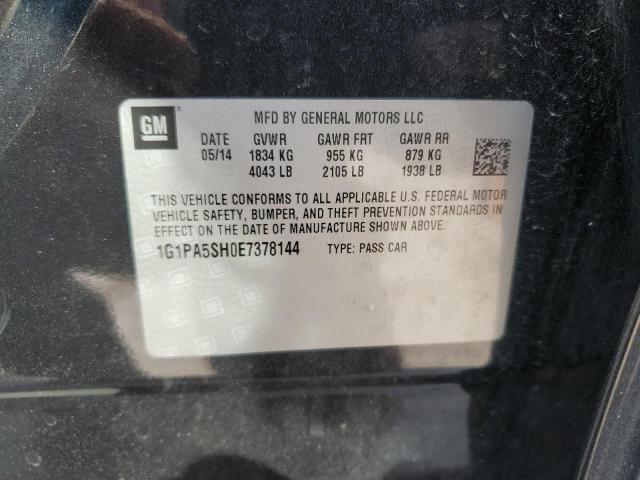 GM
MFD BY GENERAL MOTORS LLC
DATE GVWR GAWR FRT GAWR RR
05/14 1834 KG 955 KG 879 KG
4043 LB 2105 LB 1938 LB
THIS VEHICLE CONFORMS TO ALL APPLICABLE U.S. FEDERAL MOTOR
VEHICLE SAFETY, BUMPER, AND THEFT PREVENTION STANDARDS IN
EFFECT ON THE DATE OF MANUFACTURE SHOWN ABOVE.
1G1PA5SH0E7378144 TYPE: PASS CAR